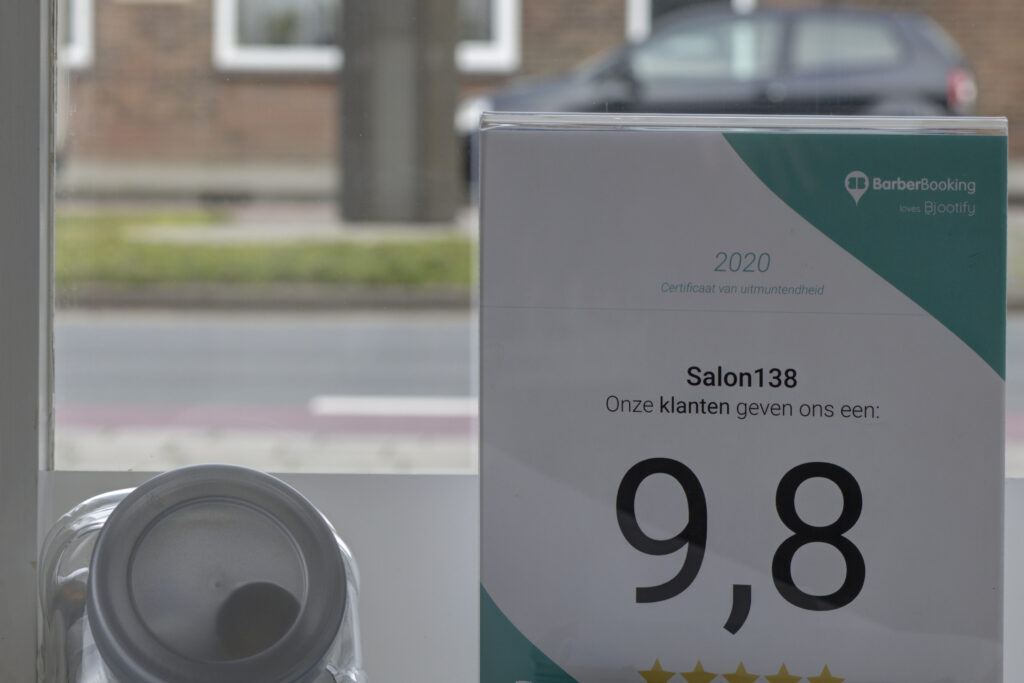 BarberBooking
loves Bjootify
2020
Certificaat van uitmuntendheid
Salon138
Onze klanten geven ons een:
9,8